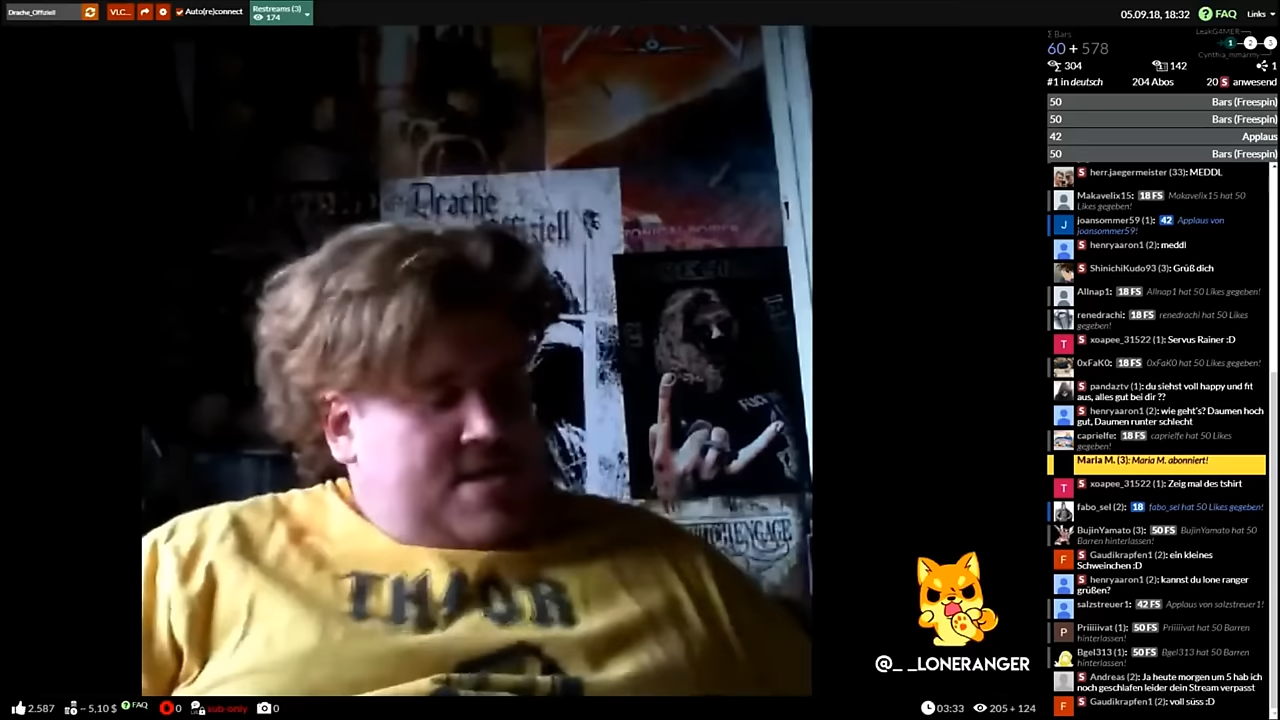 Drache_Offiziell
VLC...
Auto(re)connect
Restreams (3)
174
05.09.18, 18:32
FAQ
Links
LeakG4MER
1 2 3
Σ Bars
60 + 578
304
142
1
#1 in deutsch
204 Abos
20 S anwesend
50 Bars (Freespin)
50 Bars (Freespin)
42 Applaus
50 Bars (Freespin)
S herr.jaegermeister (33): MEDDL
Makavelix15: 18 FS Makavelix15 hat 50
Likes gegeben!
J
joansommer59 (1): 42 Applaus von
joansommer59!
S henryaaron1 (2): meddl
S ShinichiKudo93 (3): Grüß dich
Allnap1: 18 FS Allnap1 hat 50 Likes gegeben!
renedrachi: 18 FS renedrachi hat 50 Likes
gegeben!
T
S xoapee_31522 (1): Servus Rainer :D
0xFaK0: 18 FS 0xFaK0 hat 50 Likes gegeben!
S pandaztv (1): du siehst voll happy und fit
aus, alles gut bei dir ??
S henryaaron1 (2): wie geht's? Daumen hoch
gut, Daumen runter schlecht
caprielfe: 18 FS caprielfe hat 50 Likes
gegeben!
Maria M. (3): Maria M. abonniert!
T
S xoapee_31522 (1): Zeig mal des tshirt
fabo_sel (2): 18 fabo_sel hat 50 Likes gegeben!
BujinYamato (3): 50 FS BujinYamato hat 50
Barren hinterlassen!
F
S Gaudikrapfen1 (2): ein kleines
Schweinchen :D
S henryaaron1 (2): kannst du lone ranger
grüßen?
salzstreuer1: 42 FS Applaus von salzstreuer1!
P
Priiiiivat (1): 50 FS Priiiiivat hat 50 Barren
hinterlassen!
Bgel313 (1): 50 FS Bgel313 hat 50 Barren
hinterlassen!
S Andreas (2): Ja heute morgen um 5 hab ich
noch geschlafen leider dein Stream verpasst
F
S Gaudikrapfen1 (2): voll süss :D
Drache
Offiziell
@_ _LONERANGER
2.587
~ 5,10 $
FAQ
0
sub-only
0
03:33
205 + 124